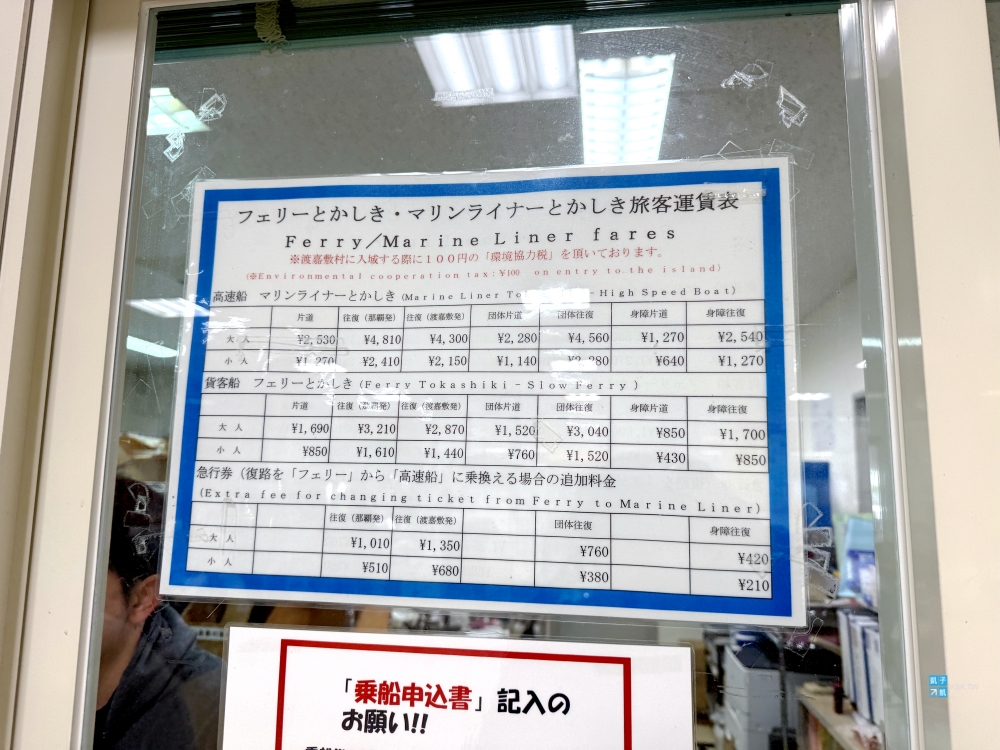 フェリーとかしき・マリンライナーとかしき旅客運賃表
Ferry/Marine Liner fares
※渡嘉敷村に入域する際に100円の「環境協力税」を頂いております。
(※Environmental cooperation tax:¥100 on entry to the island)
高速船 マリンライナーとかしき (Marine Liner To - High Speed Boat)
片道 往復(那覇発) 往復(渡嘉敷発) 団体片道 団体往復 身障片道 身障往復
大人 ¥2,530 ¥4,810 ¥4,300 ¥2,280 ¥4,560 ¥1,270 ¥2,540
小人 ¥1,270 ¥2,410 ¥2,150 ¥1,140 ¥2,280 ¥640 ¥1,270
貨客船 フェリーとかしき (Ferry Tokashiki - Slow Ferry)
片道 往復(那覇発) 往復(渡嘉敷発) 団体片道 団体往復 身障片道 身障往復
大人 ¥1,690 ¥3,210 ¥2,870 ¥1,520 ¥3,040 ¥850 ¥1,700
小人 ¥850 ¥1,610 ¥1,440 ¥760 ¥1,520 ¥430 ¥850
急行券(復路を「フェリー」から「高速船」に乗換える場合の追加料金
(Extra fee for changing ticket from Ferry to Marine Liner)
往復(那覇発) 往復(渡嘉敷発) 団体往復 身障往復
大人 ¥1,010 ¥1,350 ¥760 ¥420
小人 ¥510 ¥680 ¥380 ¥210
「乗船申込書」記入の
お願い!!